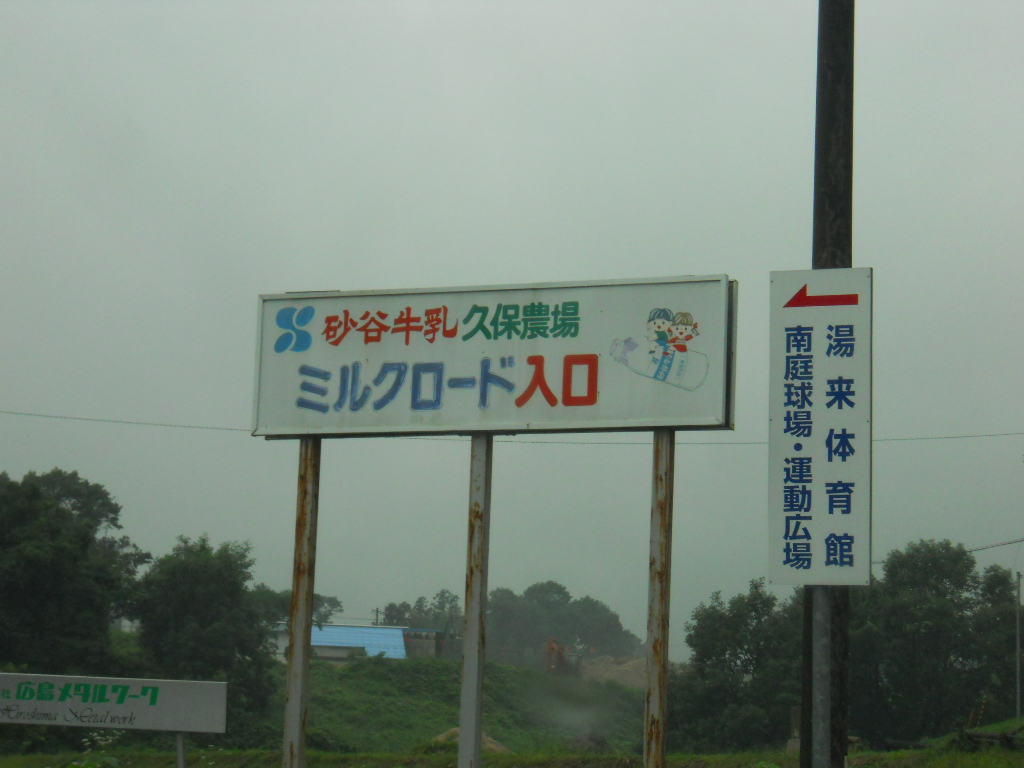 砂谷牛乳 久保農場
ミルクロード入口
湯来体育館
南庭球場・運動広場
広島メタルワーク
Hiroshima Metal work